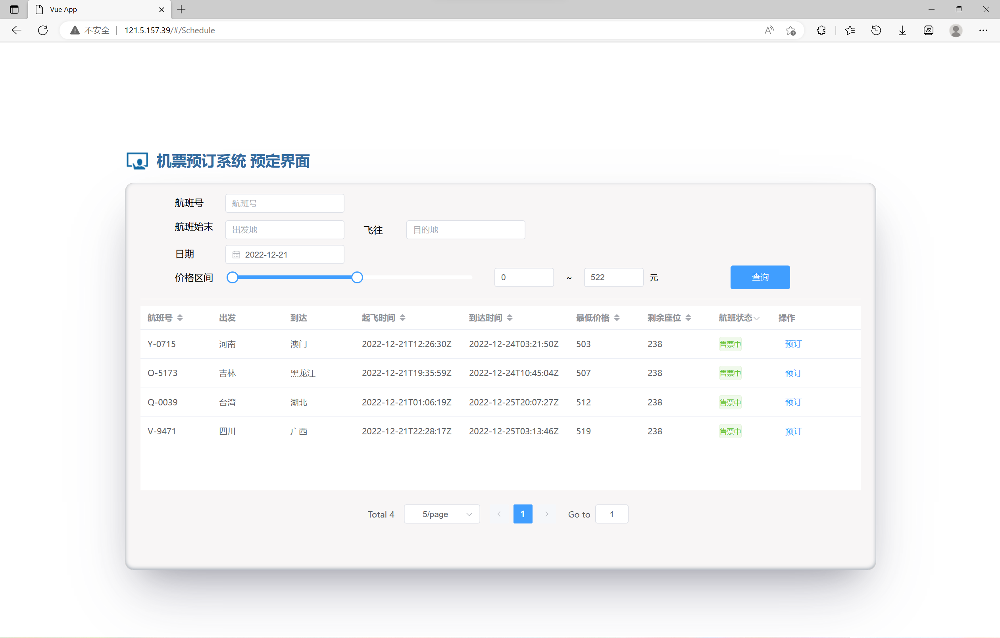 Vue App
不安全 121.5.157.39/#/Schedule
机票预订系统 预定界面
航班号 航班号
航班始末 出发地 飞往 目的地
日期 2022-12-21
价格区间 0 ~ 522 元 查询
航班号 出发 到达 起飞时间 到达时间 最低价格 剩余座位 航班状态 操作
Y-0715 河南 澳门 2022-12-21T12:26:30Z 2022-12-24T03:21:50Z 503 238 售票中 预订
O-5173 吉林 黑龙江 2022-12-21T19:35:59Z 2022-12-24T10:45:04Z 507 238 售票中 预订
Q-0039 台湾 湖北 2022-12-21T01:06:19Z 2022-12-25T20:07:27Z 512 238 售票中 预订
V-9471 四川 广西 2022-12-21T22:28:17Z 2022-12-25T03:13:46Z 519 238 售票中 预订
Total 4 5/page 1 Go to 1